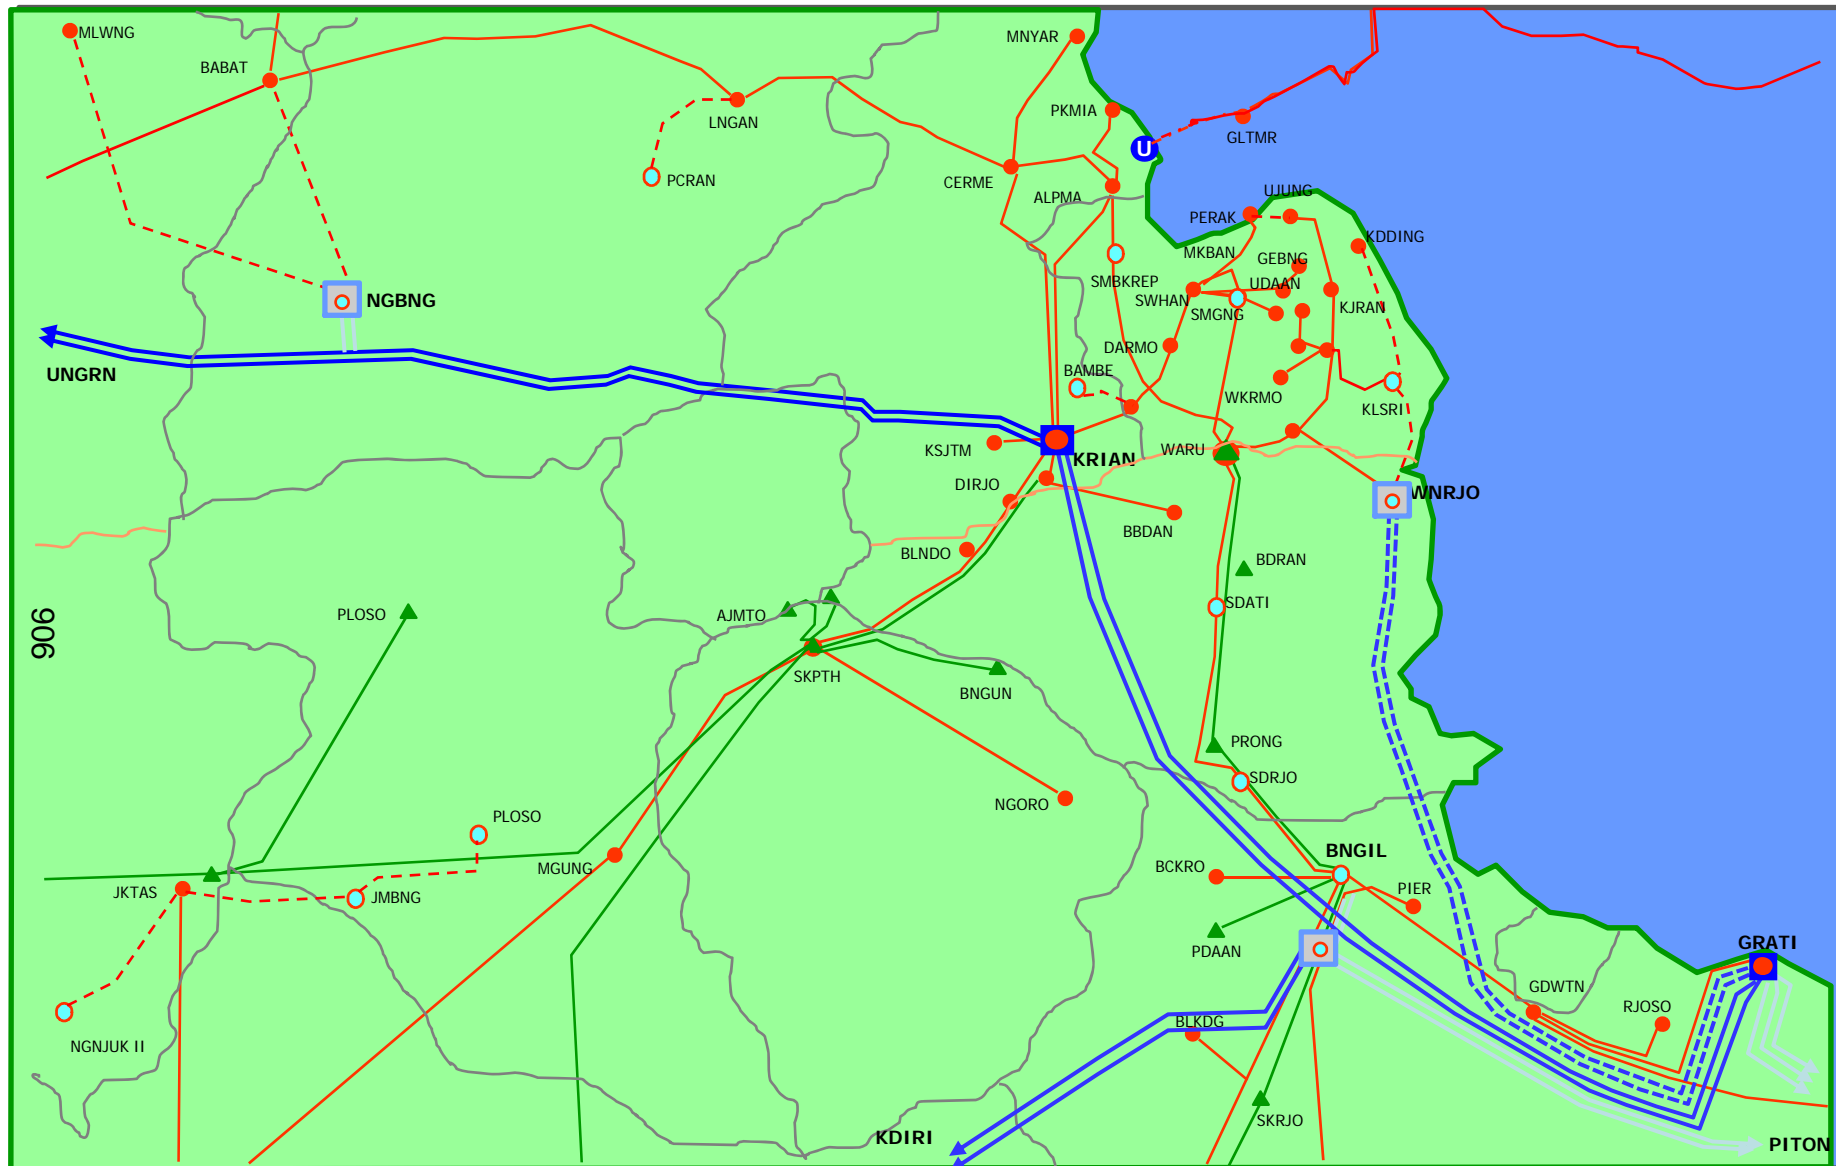 MLWNG
MNYAR
BABAT
PKMIA
LNGAN
GLTMR
U
PCRAN
CERME
ALPMA
UJUNG
PERAK
KDDING
MKBAN
GEBNG
SMBKREP
UDAAN
SWHAN
NGBNG
SMGNG
KJRAN
DARMO
BAMBE
UNGRN
WKRMO
KLSRI
KSJTM
KRIAN
WARU
DIRJO
WNRJO
BBDAN
BLNDO
BDRAN
SDATI
PLOSO
AJMTO
906
SKPTH
BNGUN
PRONG
SDRJO
NGORO
PLOSO
BNGIL
MGUNG
BCKRO
PIER
JKTAS
JMBNG
PDAAN
GRATI
GDWTN
RJOSO
BLKDG
NGNJUK II
SKRJO
KDIRI
PITON